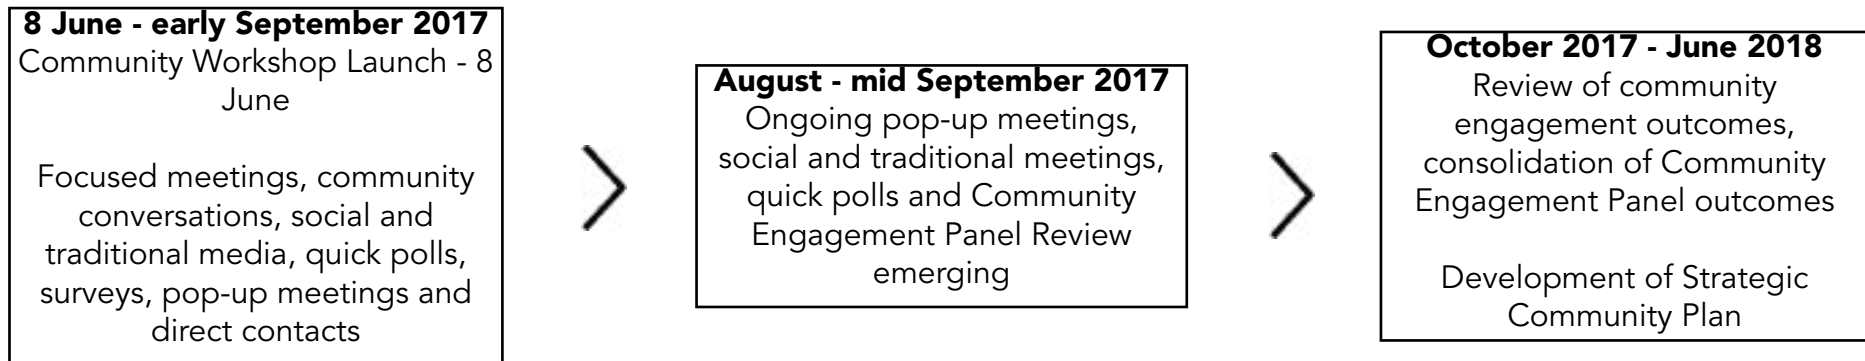 8 June - early September 2017
Community Workshop Launch - 8
June
Focused meetings, community
conversations, social and
traditional media, quick polls,
surveys, pop-up meetings and
direct contacts
August - mid September 2017
Ongoing pop-up meetings,
social and traditional meetings,
quick polls and Community
Engagement Panel Review
emerging
October 2017 - June 2018
Review of community
engagement outcomes,
consolidation of Community
Engagement Panel outcomes
Development of Strategic
Community Plan